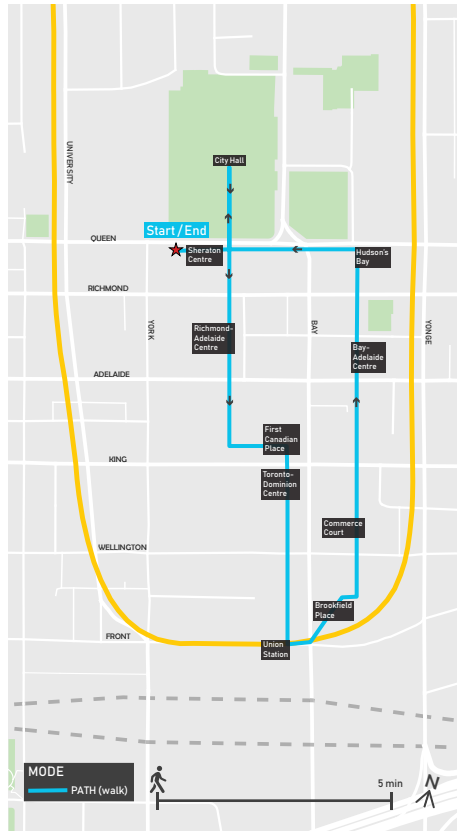 City Hall
UNIVERSITY
Start / End
QUEEN
Sheraton
Centre
Hudson's
Bay
RICHMOND
YORK
BAY
YONGE
Richmond-
Adelaide
Centre
Bay-
Adelaide
Centre
ADELAIDE
First
Canadian
Place
KING
Toronto-
Dominion
Centre
Commerce
Court
WELLINGTON
Brookfield
Place
FRONT
Union
Station
MODE
PATH (walk)
5 min
N